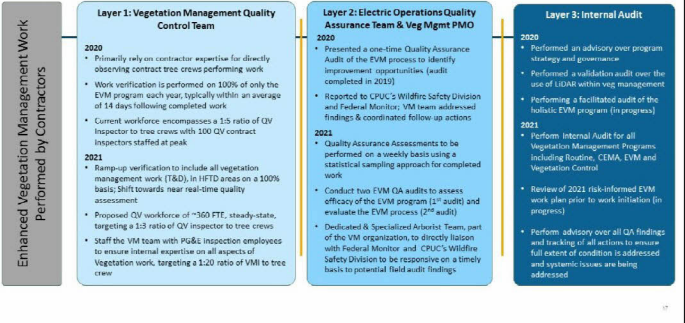 Enhanced Vegetation Management Work
Performed by Contractors
Layer 1: Vegetation Management Quality
Control Team
2020
• Primarily rely on contractor expertise for directly
observing contract tree crews performing work
• Work verification is performed on 100% of only the
EVM program each year, typically within an average
of 14 days following completed work
• Current workforce encompasses a 1:5 ratio of QV
Inspector to tree crews with 100 QV contract
Inspectors staffed at peak
2021
• Ramp-up verification to include all vegetation
management work (T&D), in HFTD areas on a 100%
basis; Shift towards near real-time quality
assessment
• Proposed QV workforce of ~360 FTE, steady-state,
targeting a 1:3 ratio of QV inspector to tree crews
• Staff the VM team with PG&E Inspection employees
to ensure internal expertise on all aspects of
Vegetation work, targeting a 1:20 ratio of VMI to tree
crew
Layer 2: Electric Operations Quality
Assurance Team & Veg Mgmt PMO
2020
• Presented a one-time Quality Assurance
Audit of the EVM process to identify
improvement opportunities (audit
completed in 2019)
• Reported to CPUC's Wildfire Safety Division
and Federal Monitor; VM team addressed
findings & coordinated follow up actions
2021
• Quality Assurance Assessments to be
performed on a weekly basis using a
statistical sampling approach for completed
work
• Conduct two EVM QA audits to assess
efficacy of the EVM program (1st audit) and
evaluate the EVM process (2nd audit)
• Dedicated & Specialized Arborist Team, part
of the VM organization, to directly liaison
with Federal Monitor and CPUC's Wildfire
Safety Division to be responsive on a timely
basis to potential field audit findings
Layer 3: Internal Audit
2020
• Performed an advisory over program
strategy and governance
• Performed a validation audit over the
use of LiDAR within veg management
• Performing a facilitated audit of the
holistic EVM program (in progress)
2021
• Perform Internal Audit for all
Vegetation Management Programs
including Routine, CEMA, EVM and
Vegetation Control
• Review of 2021 risk-informed EVM
work plan prior to work initiation (in
progress)
• Perform advisory over all QA findings
and tracking of all actions to ensure
full extent of condition is addressed
and systemic issues are being
addressed